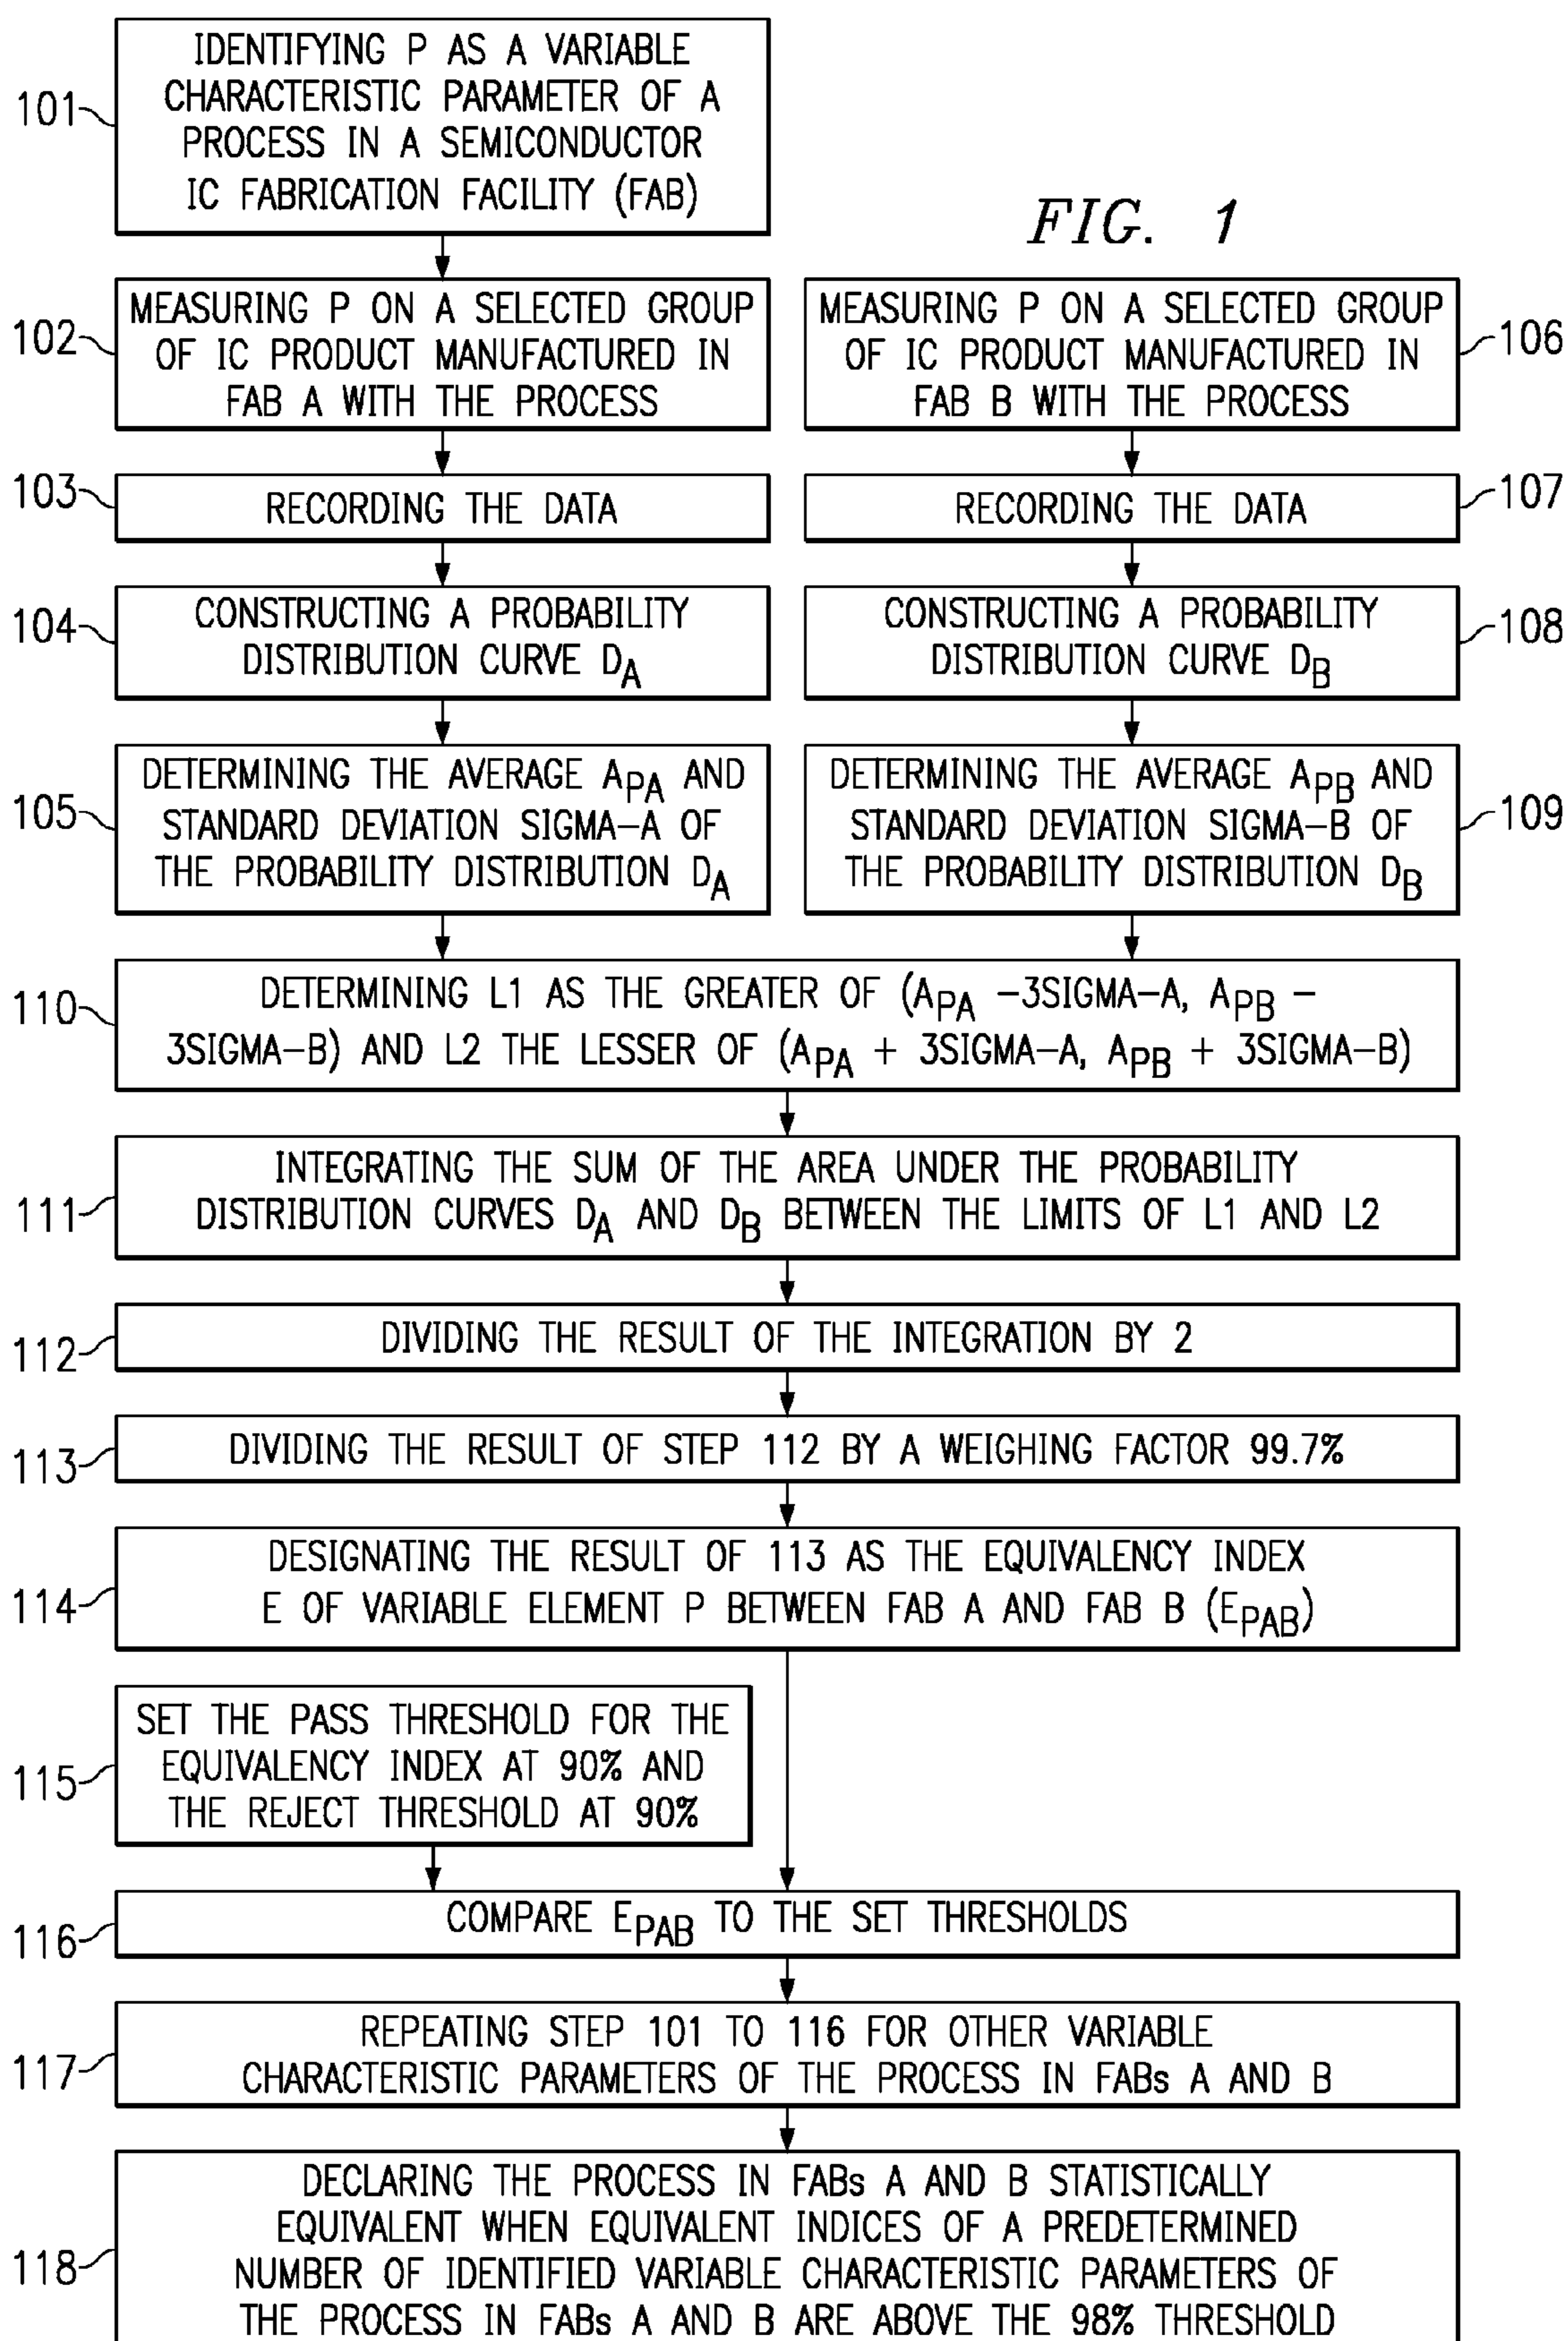 IDENTIFYING P AS A VARIABLE
CHARACTERISTIC PARAMETER OF A
PROCESS IN A SEMICONDUCTOR
IC FABRICATION FACILITY (FAB)
101
FIG. 1
MEASURING P ON A SELECTED GROUP
OF IC PRODUCT MANUFACTURED IN
FAB A WITH THE PROCESS
102
MEASURING P ON A SELECTED GROUP
OF IC PRODUCT MANUFACTURED IN
FAB B WITH THE PROCESS
106
103
RECORDING THE DATA
RECORDING THE DATA
107
104
CONSTRUCTING A PROBABILITY
DISTRIBUTION CURVE DA
CONSTRUCTING A PROBABILITY
DISTRIBUTION CURVE DB
108
105
DETERMINING THE AVERAGE APA AND
STANDARD DEVIATION SIGMA-A OF
THE PROBABILITY DISTRIBUTION DA
DETERMINING THE AVERAGE APB AND
STANDARD DEVIATION SIGMA-B OF
THE PROBABILITY DISTRIBUTION DB
109
110
DETERMINING L1 AS THE GREATER OF (APA -3SIGMA-A, APB -
3SIGMA-B) AND L2 THE LESSER OF (APA + 3SIGMA-A, APB + 3SIGMA-B)
111
INTEGRATING THE SUM OF THE AREA UNDER THE PROBABILITY
DISTRIBUTION CURVES DA AND DB BETWEEN THE LIMITS OF L1 AND L2
112
DIVIDING THE RESULT OF THE INTEGRATION BY 2
113
DIVIDING THE RESULT OF STEP 112 BY A WEIGHING FACTOR 99.7%
114
DESIGNATING THE RESULT OF 113 AS THE EQUIVALENCY INDEX
E OF VARIABLE ELEMENT P BETWEEN FAB A AND FAB B (EPAB)
115
SET THE PASS THRESHOLD FOR THE
EQUIVALENCY INDEX AT 90% AND
THE REJECT THRESHOLD AT 90%
116
COMPARE EPAB TO THE SET THRESHOLDS
117
REPEATING STEP 101 TO 116 FOR OTHER VARIABLE
CHARACTERISTIC PARAMETERS OF THE PROCESS IN FABs A AND B
118
DECLARING THE PROCESS IN FABs A AND B STATISTICALLY
EQUIVALENT WHEN EQUIVALENT INDICES OF A PREDETERMINED
NUMBER OF IDENTIFIED VARIABLE CHARACTERISTIC PARAMETERS OF
THE PROCESS IN FABs A AND B ARE ABOVE THE 98% THRESHOLD